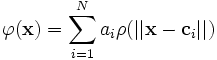 φ(x) = ∑_{i=1}^{N} a_i ρ(||x − c_i||)